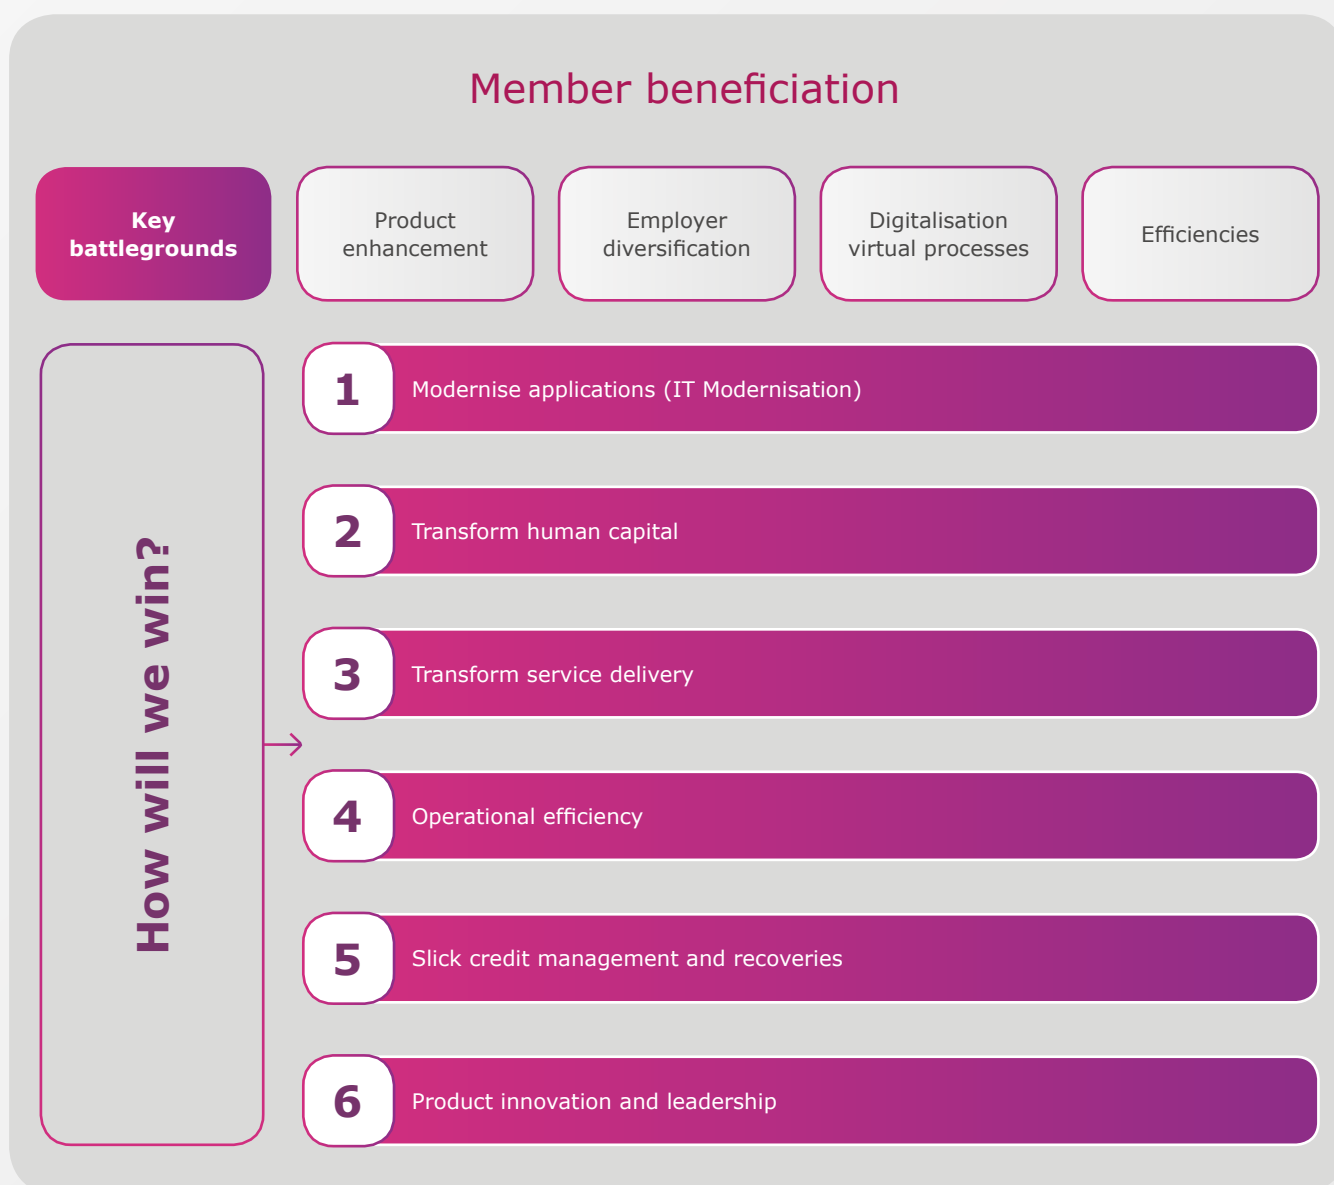 Member beneficiation
Key
battlegrounds
Product
enhancement
Employer
diversification
Digitalisation
virtual processes
Efficiencies
How will we win?
1
Modernise applications (IT Modernisation)
2
Transform human capital
3
Transform service delivery
4
Operational efficiency
5
Slick credit management and recoveries
6
Product innovation and leadership